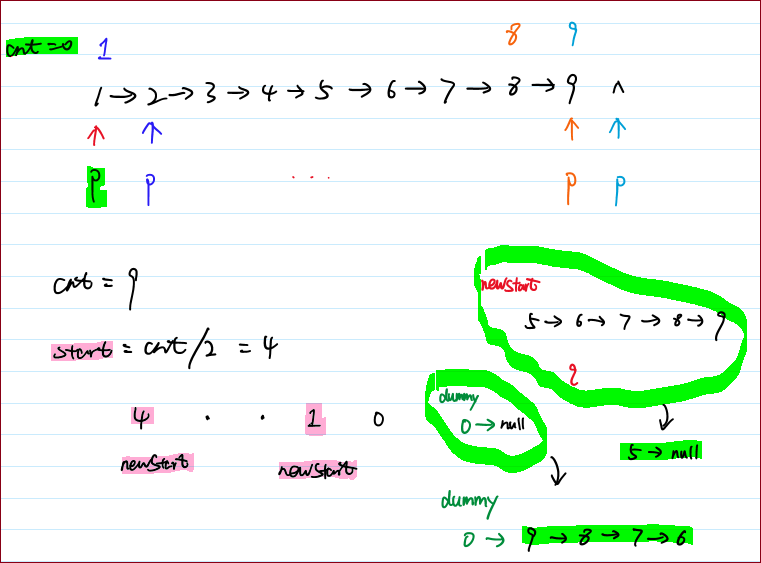 cnt=0 1 8 9
1 → 2 → 3 → 4 → 5 → 6 → 7 → 8 → 9 ^
↑ ↑ ↑ ↑
p p ... p p
cnt = 9
newstart
start = cnt/2 = 4
5 → 6 → 7 → 8 → 9
9
dummy
0 → null
4 · · 1 0
newStart newStart
5 → null
dummy
0 → 9 → 8 → 7 → 6